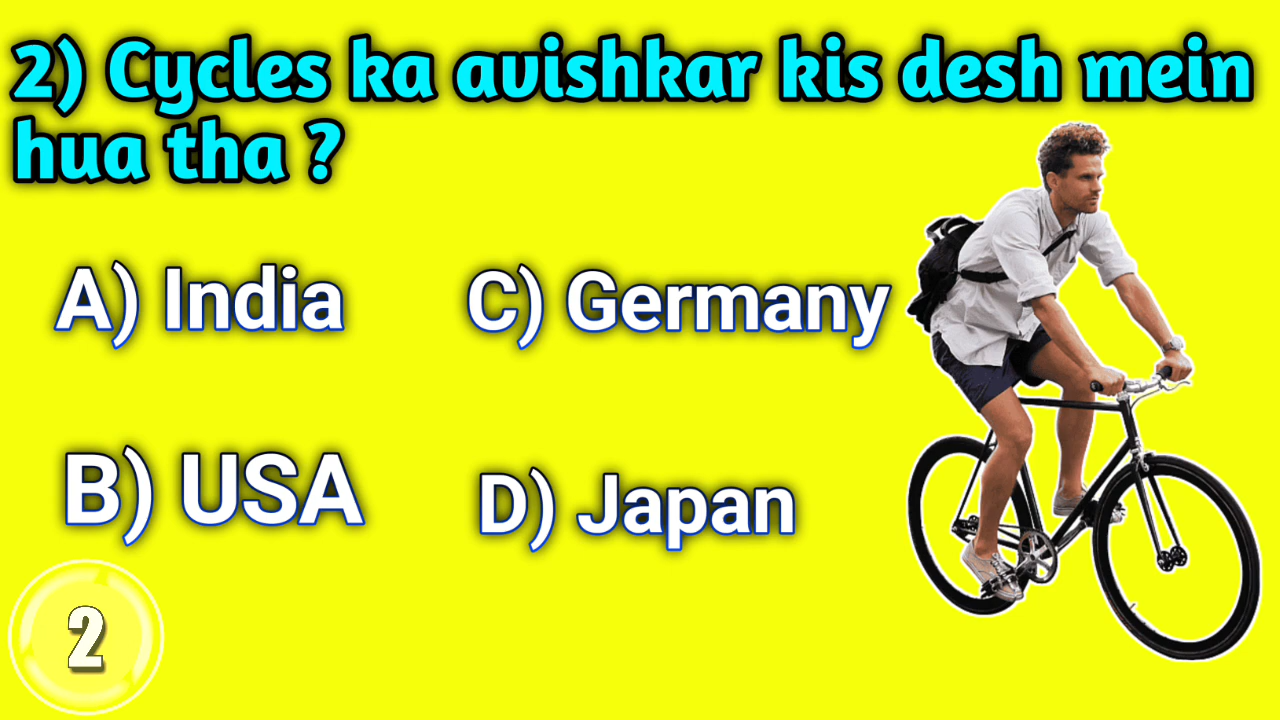 2) Cycles ka avishkar kis desh mein
hua tha ?
A) India
C) Germany
B) USA
D) Japan
2